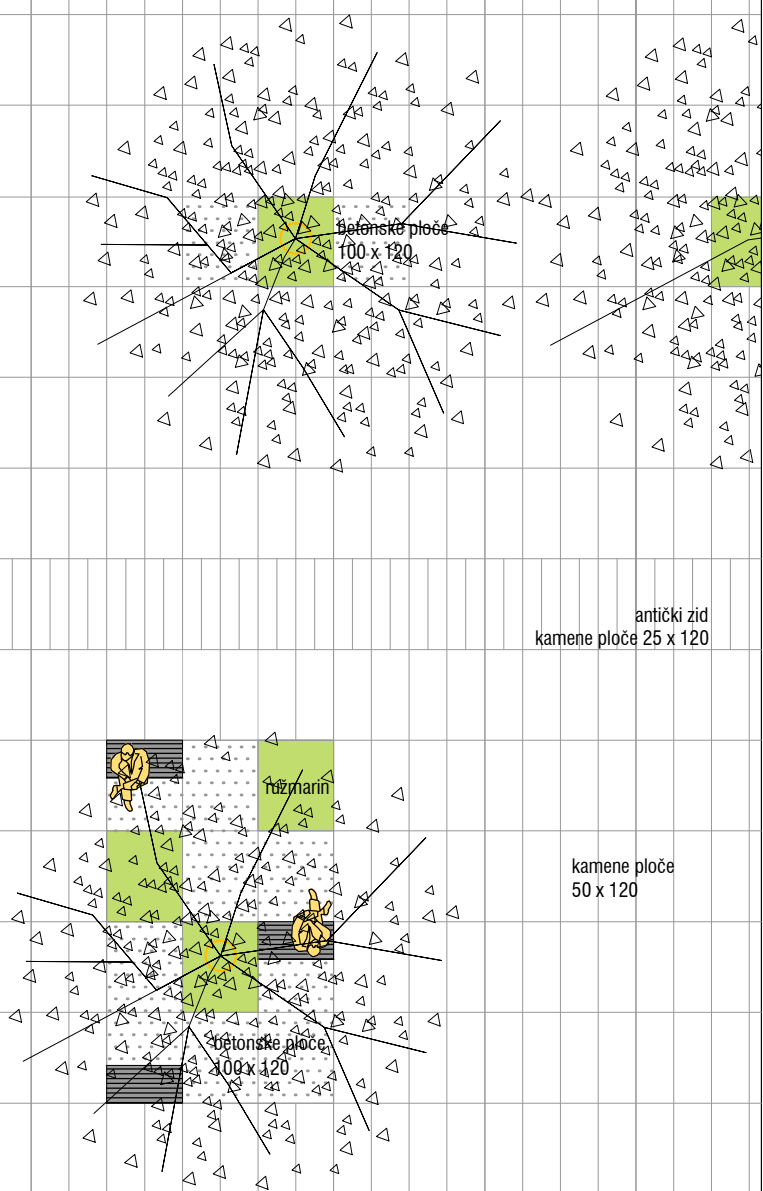 betonske ploče
100 x 120
antički zid
kamene ploče 25 x 120
ružmarin
kamene ploče
50 x 120
betonske ploče
100 x 120